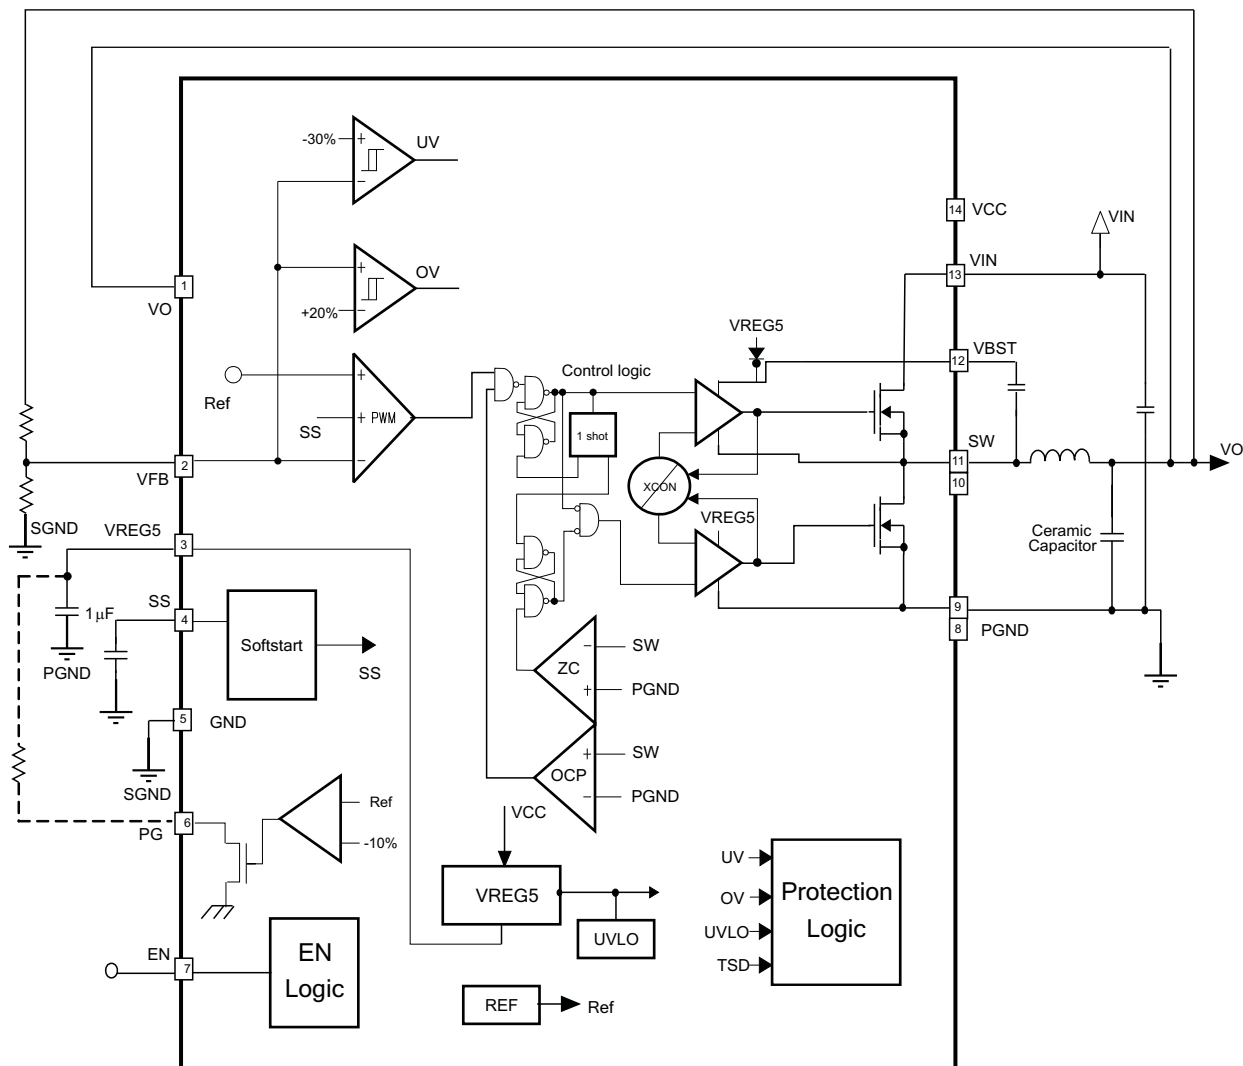 -30%
+
UV
−
14
VCC
VIN
+
OV
VIN
13
1
VO
+20%
−
VREG5
VBST
12
Control logic
Ref
+
SS
+
PWM
1 shot
SW
VO
11
2
VFB
−
XCON
10
SGND
VREG5
VREG5
3
Ceramic
Capacitor
1 µF
SS
4
9
8
PGND
Softstart
SS
PGND
−
SW
ZC
+
PGND
5
GND
+
SW
OCP
−
PGND
SGND
Ref
-10%
6
PG
VCC
VREG5
UVLO
UV
OV
UVLO
TSD
Protection
Logic
EN
7
EN
Logic
REF
Ref